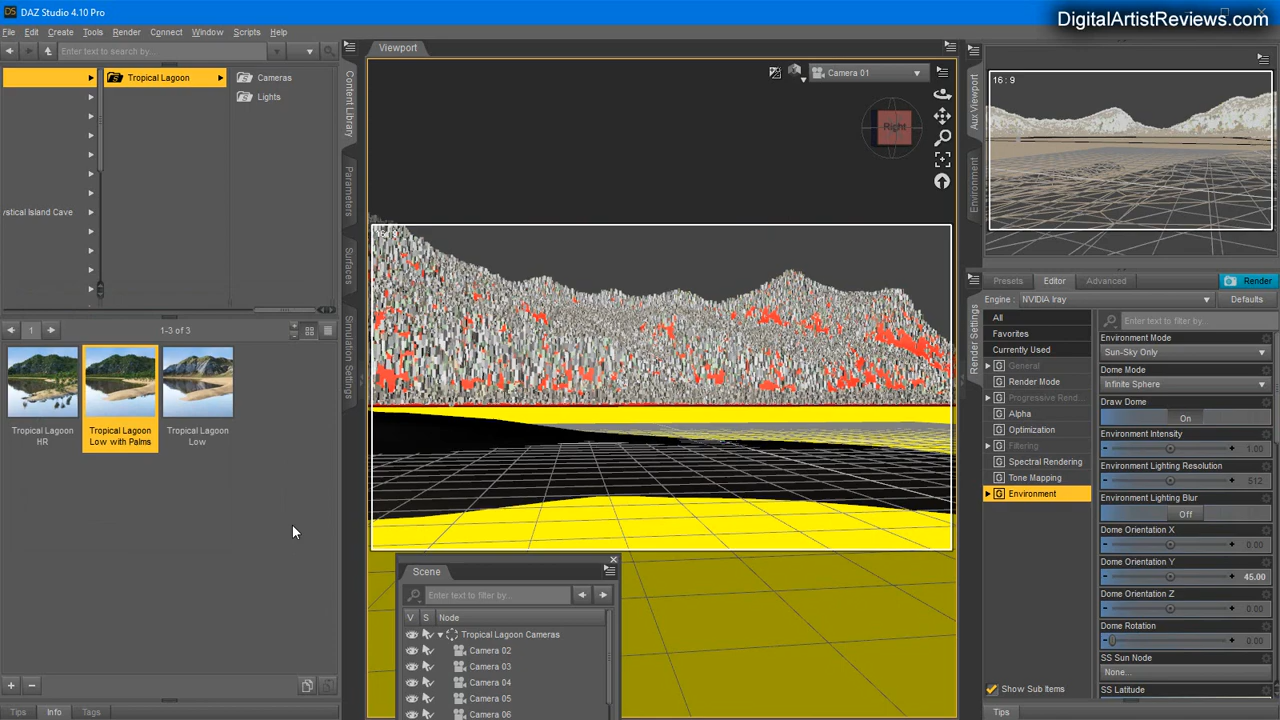 DAZ Studio 4.10 Pro
DigitalArtistReviews.com
File Edit Create Tools Render Connect Window Scripts Help
Enter text to search by...
Tropical Lagoon
Cameras
Lights
ystical Island Cave
1
1-3 of 3
Tropical Lagoon HR
Tropical Lagoon Low with Palms
Tropical Lagoon Low
Tips Info Tags
Content Library
Parameters
Surfaces
Simulation Settings
Viewport
Camera 01
Right
16 : 9
Scene
Enter text to filter by...
V S Node
Tropical Lagoon Cameras
Camera 02
Camera 03
Camera 04
Camera 05
Camera 06
Aux Viewport
Environment
16 : 9
Render Settings
Presets Editor Advanced Render
Engine : NVIDIA Iray Defaults
All
Favorites
Currently Used
General
Render Mode
Progressive Rend...
Alpha
Optimization
Filtering
Spectral Rendering
Tone Mapping
Environment
Show Sub Items
Tips
Enter text to filter by...
Environment Mode
Sun-Sky Only
Dome Mode
Infinite Sphere
Draw Dome
On
Environment Intensity
1.00
Environment Lighting Resolution
512
Environment Lighting Blur
Off
Dome Orientation X
0.00
Dome Orientation Y
45.00
Dome Orientation Z
0.00
Dome Rotation
0.00
SS Sun Node
None...
SS Latitude